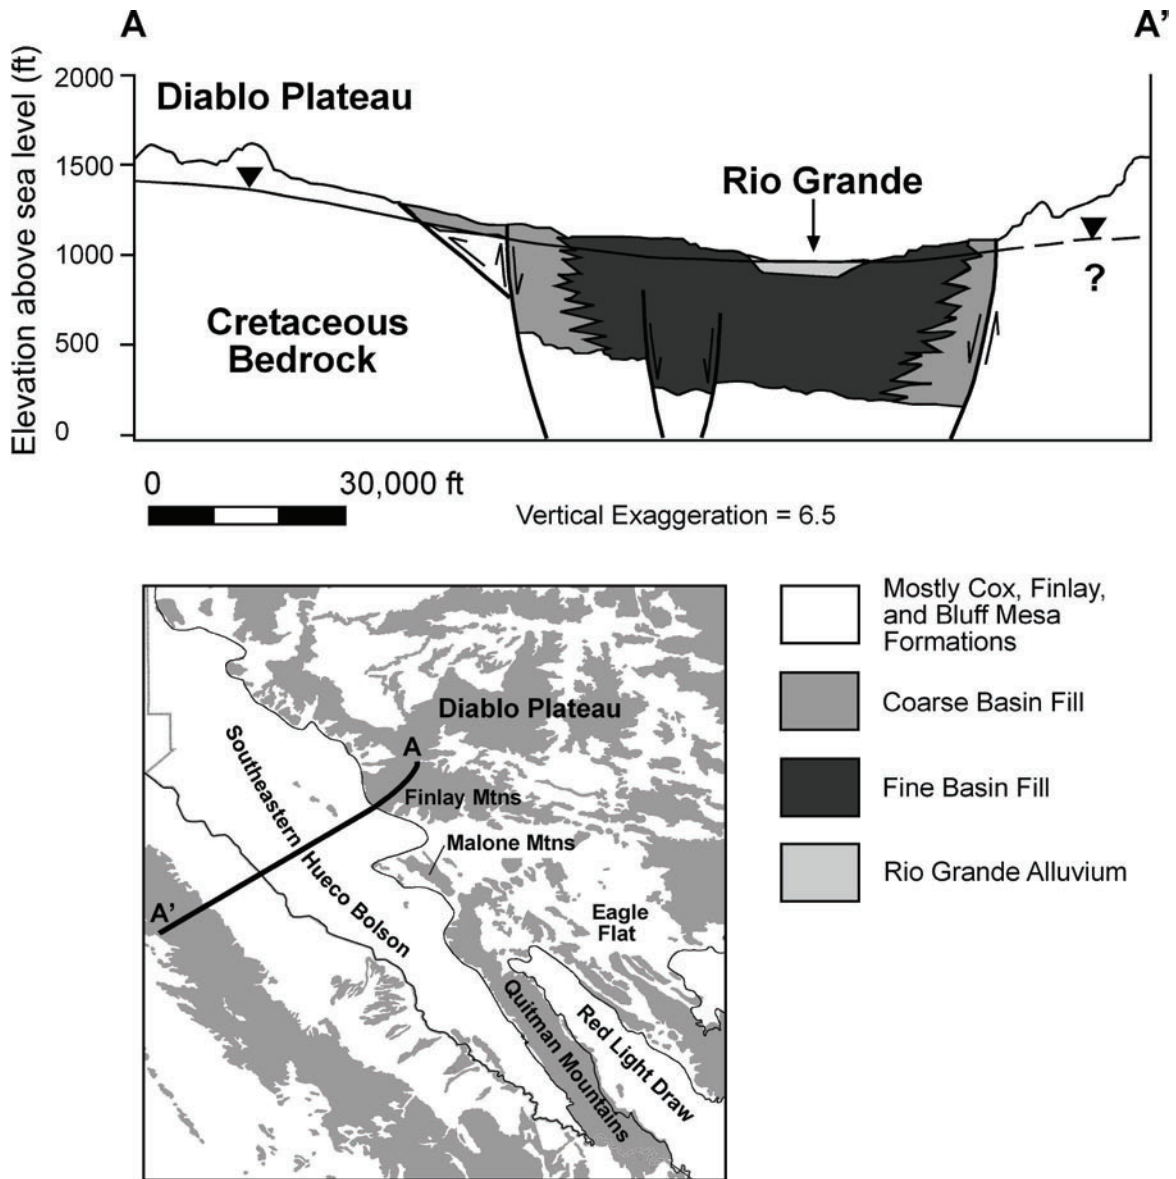 A
A’
Elevation above sea level (ft)
2000
1500
1000
500
0
Diablo Plateau
Rio Grande
Cretaceous
Bedrock
?
0
30,000 ft
Vertical Exaggeration = 6.5
Diablo Plateau
A
Finlay Mtns
Southeastern Hueco Bolson
Malone Mtns
A’
Eagle
Flat
Quitman Mountains
Red Light Draw
Mostly Cox, Finlay,
and Bluff Mesa
Formations
Coarse Basin Fill
Fine Basin Fill
Rio Grande Alluvium